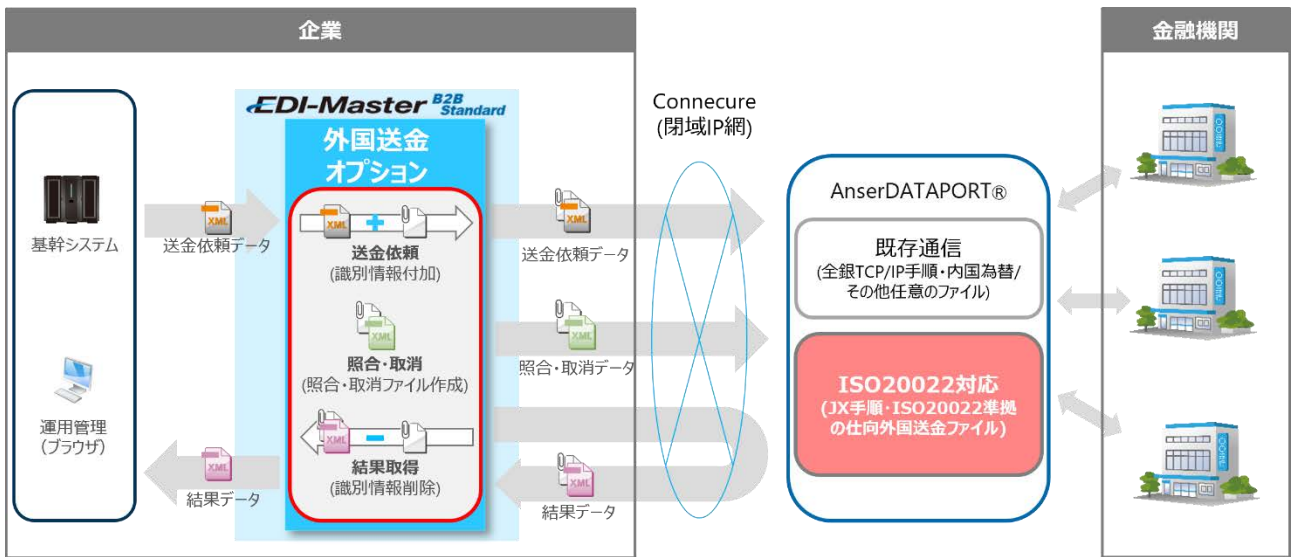 企業
金融機関
EDI-Master B2B Standard
外国送金
オプション
Connecure
(閉域IP網)
基幹システム
XML
送金依頼データ
XML
送金依頼
(識別情報付加)
XML
送金依頼データ
XML
照合・取消
(照合・取消ファイル作成)
XML
照合・取消データ
運用管理
(ブラウザ)
XML
結果データ
XML
結果取得
(識別情報削除)
XML
結果データ
AnserDATAPORT®
既存通信
(全銀TCP/IP手順・内国為替/
その他任意のファイル)
ISO20022対応
(JX手順・ISO20022準拠
の仕向外国送金ファイル)